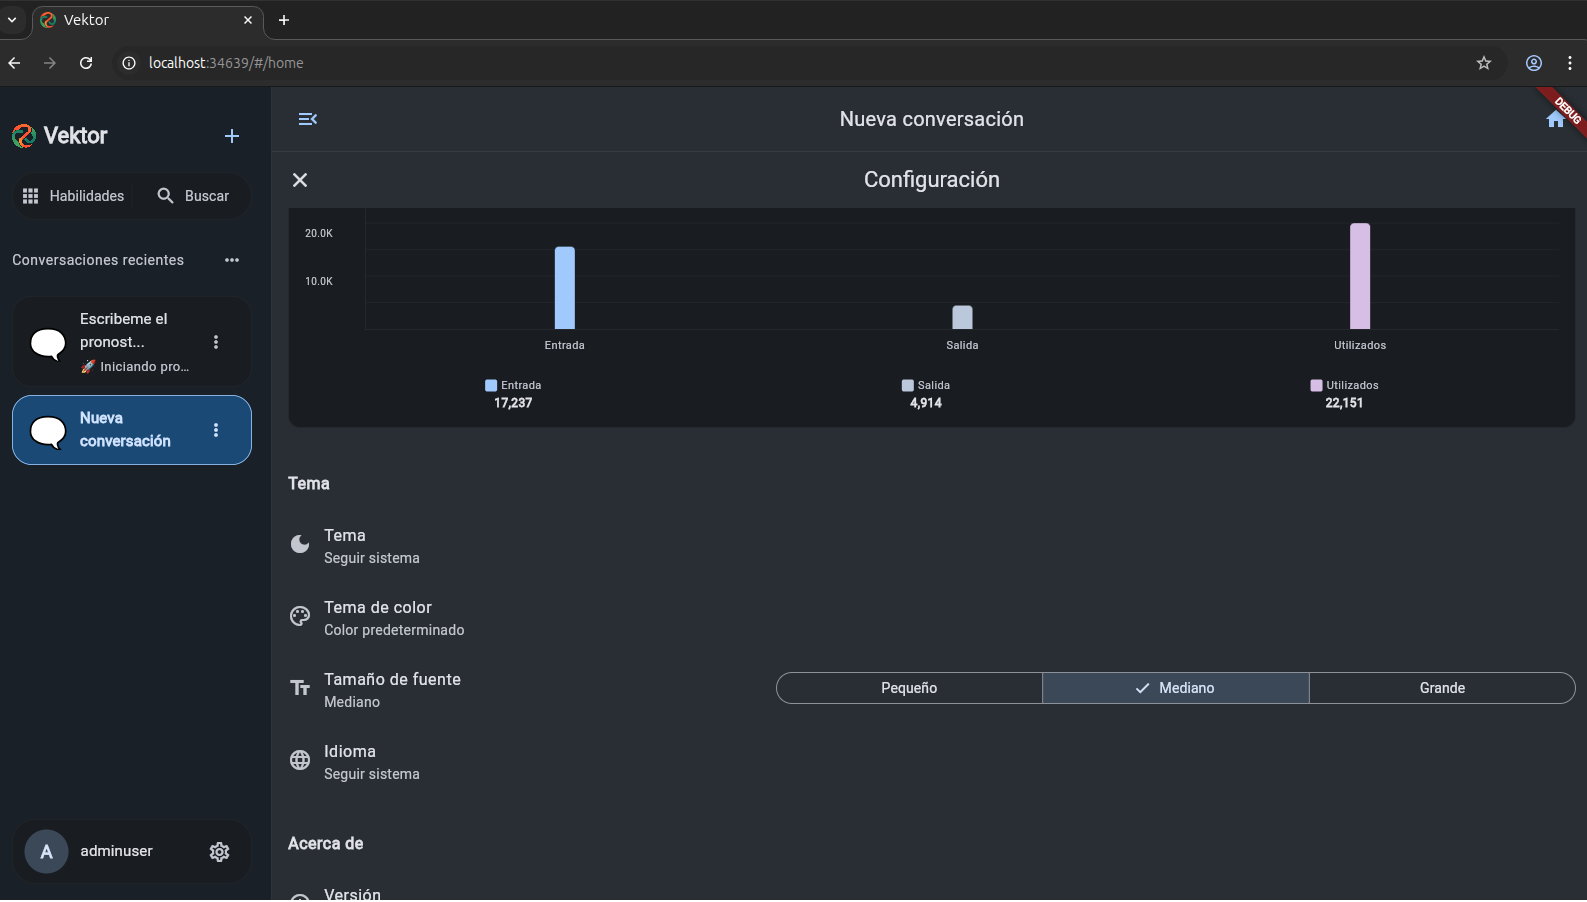 Vektor
localhost:34639/#/home
Vektor
Habilidades
Buscar
Conversaciones recientes
Escribeme el
pronost...
🚀 Iniciando pro...
Nueva
conversación
A
adminuser
Nueva conversación
DEBUG
Configuración
20.0K
10.0K
Entrada
Salida
Utilizados
Entrada
17,237
Salida
4,914
Utilizados
22,151
Tema
Tema
Seguir sistema
Tema de color
Color predeterminado
Tamaño de fuente
Mediano
Pequeño
Mediano
Grande
Idioma
Seguir sistema
Acerca de
Versión